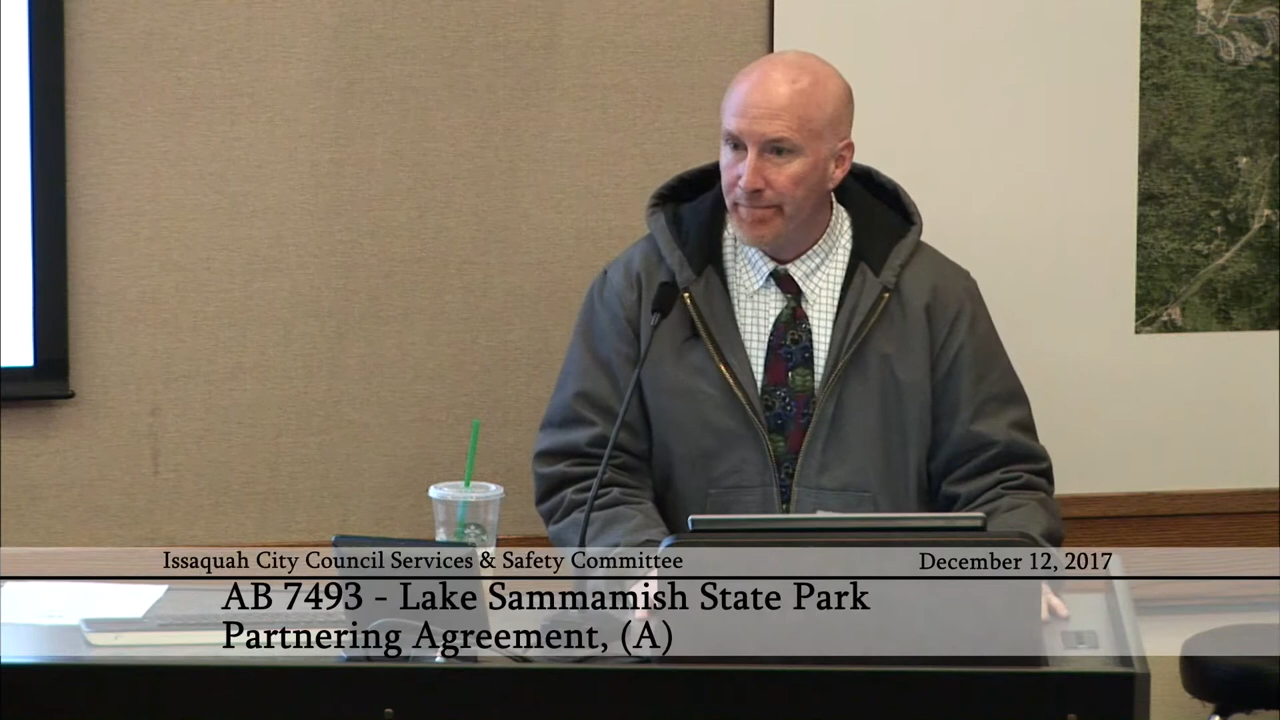 Issaquah City Council Services & Safety Committee
December 12, 2017
AB 7493 - Lake Sammamish State Park
Partnering Agreement, (A)